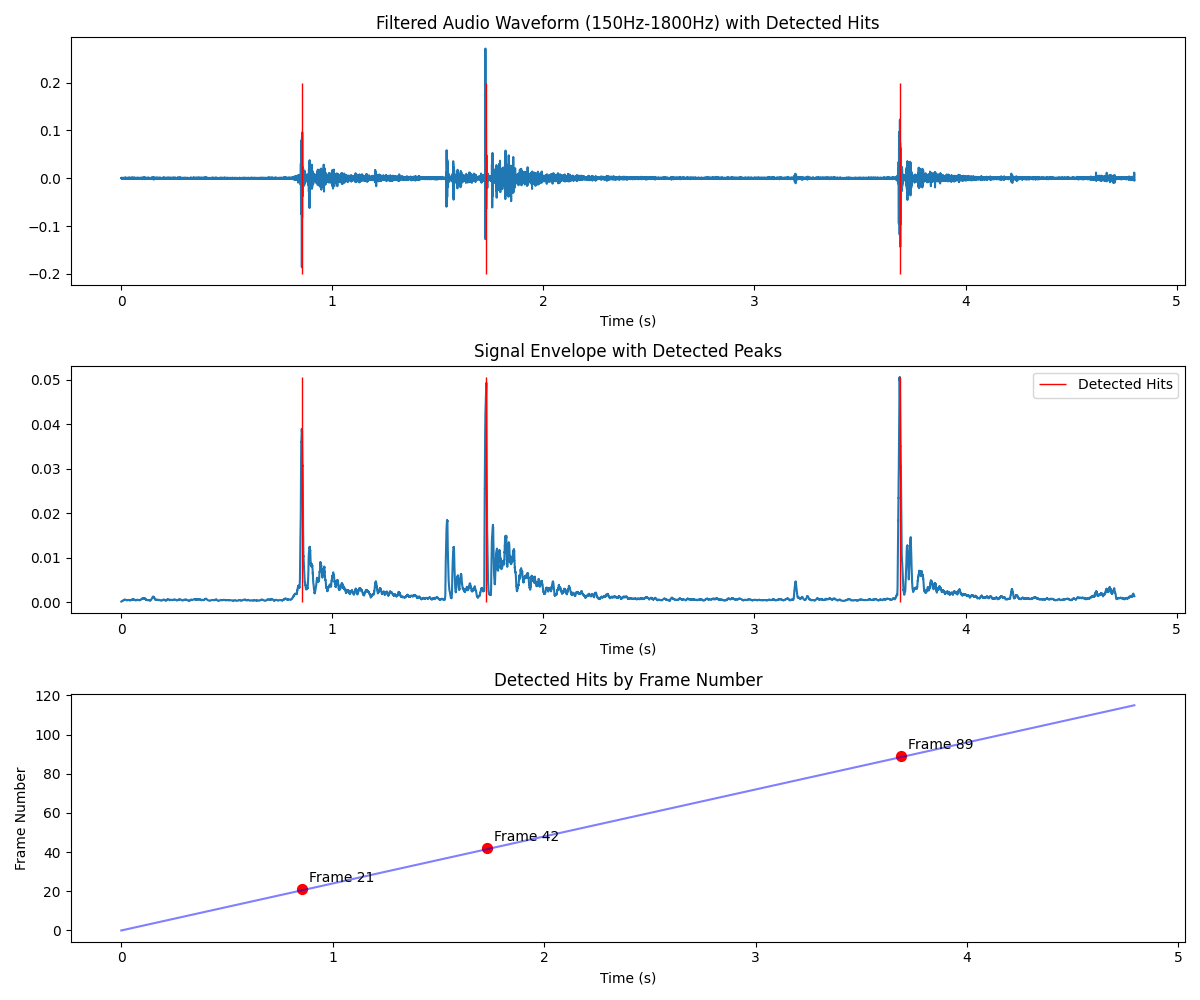 Filtered Audio Waveform (150Hz-1800Hz) with Detected Hits
0.2
0.1
0.0
−0.1
−0.2
0 1 2 3 4 5
Time (s)
Signal Envelope with Detected Peaks
0.05
0.04
0.03
0.02
0.01
0.00
Detected Hits
0 1 2 3 4 5
Time (s)
Detected Hits by Frame Number
Frame Number
120
100
80
60
40
20
0
Frame 89
Frame 42
Frame 21
0 1 2 3 4 5
Time (s)